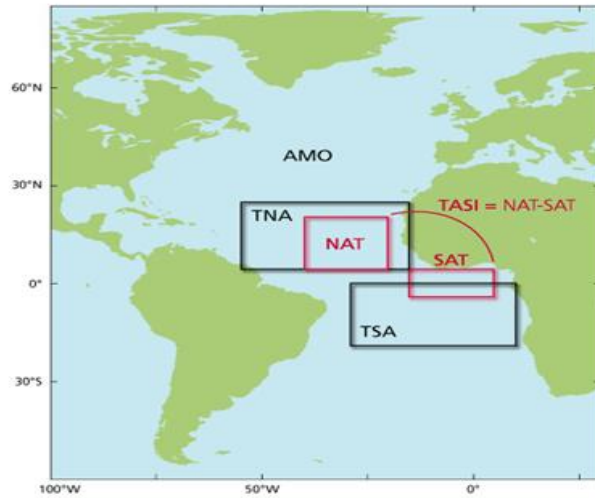 60°N
AMO
30°N
TASI = NAT-SAT
TNA
NAT
SAT
0°
TSA
30°S
100°W
50°W
0°